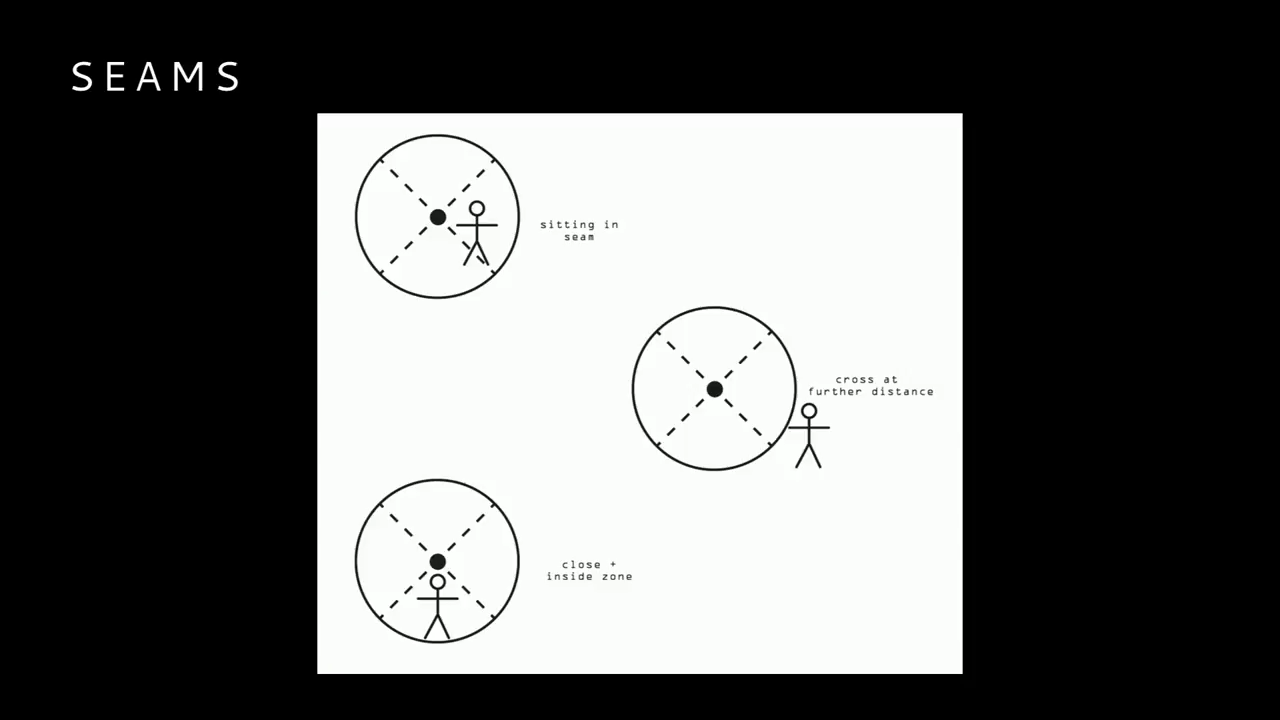 SEAMS
sitting in
seam
cross at
further distance
close +
inside zone